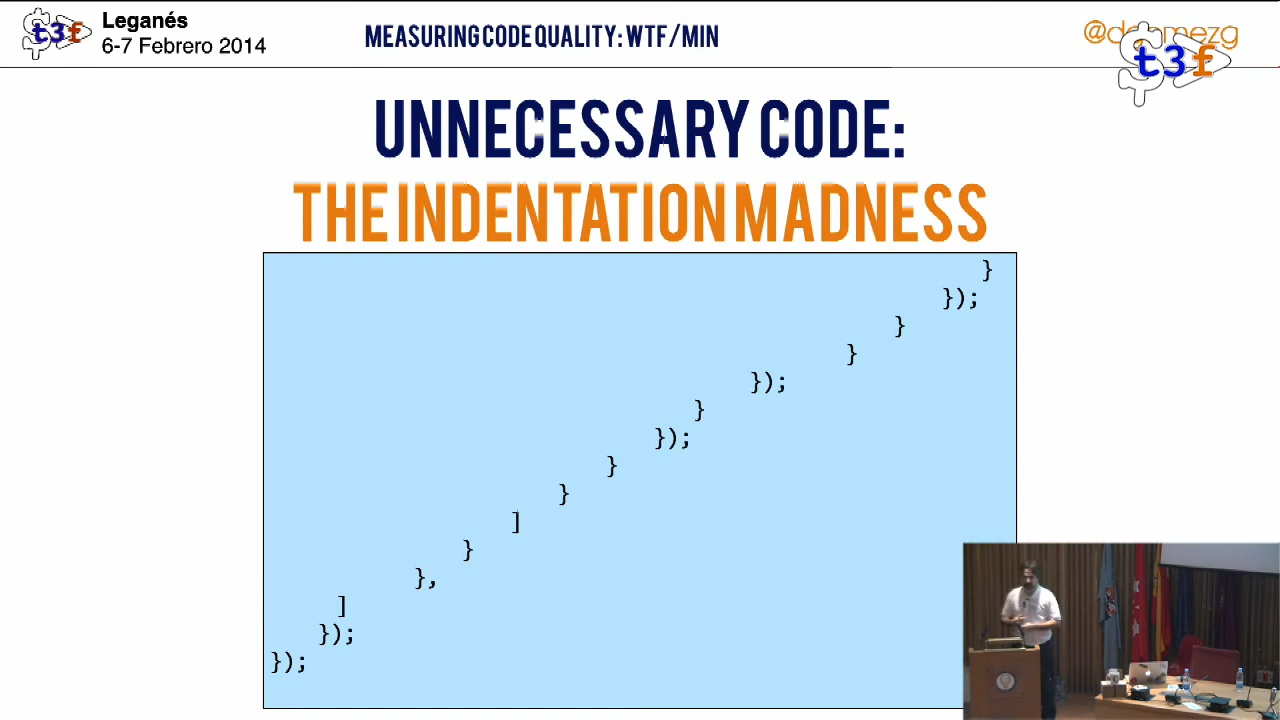 t3f
Leganés
6-7 Febrero 2014
MEASURING CODE QUALITY: WTF/MIN
t3f
UNNECESSARY CODE:
THE INDENTATION MADNESS
}
});
}
}
});
}
});
}
}
]
}
},
]
});
});